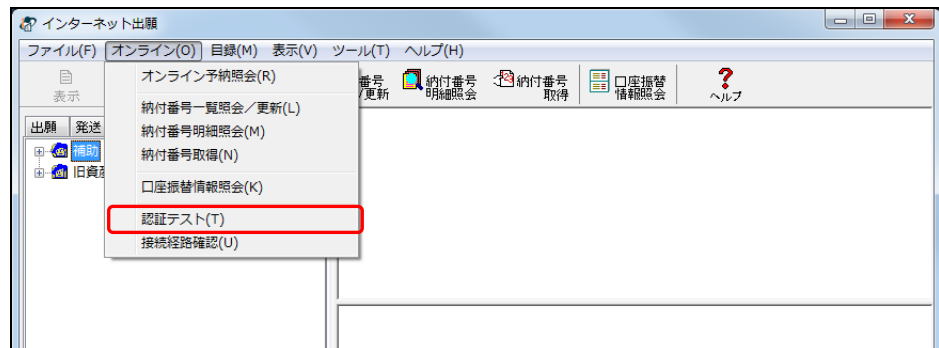 インターネット出願
ファイル(F) オンライン(O) 目録(M) 表示(V) ツール(T) ヘルプ(H)
表示
番号
/更新
納付番号
明細照会
納付番号
取得
口座振替
情報照会
ヘルプ
オンライン予納照会(R)
納付番号一覧照会/更新(L)
納付番号明細照会(M)
納付番号取得(N)
口座振替情報照会(K)
認証テスト(T)
接続経路確認(U)
出願 発送
補助
旧資